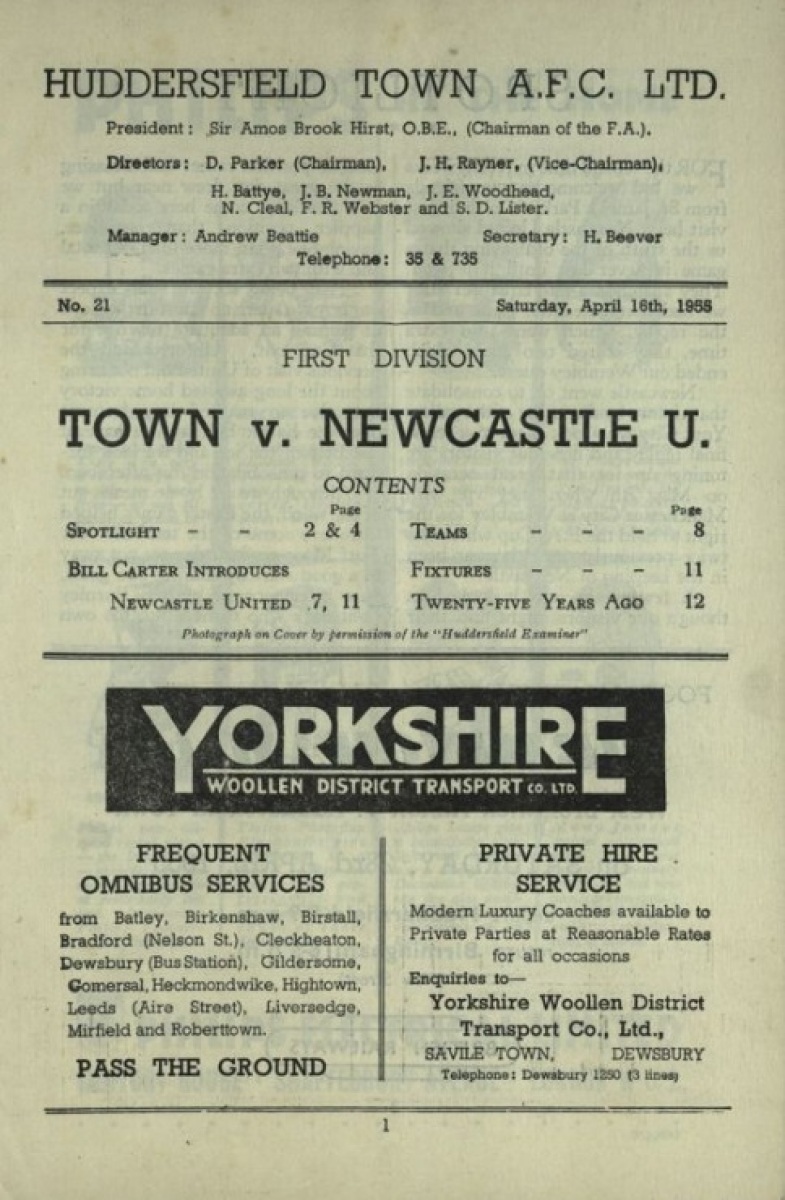 HUDDERSFIELD TOWN A.F.C. LTD.
President: Sir Amos Brook Hirst, O.B.E., (Chairman of the F.A.).
Directors: D. Parker (Chairman), J. H. Rayner, (Vice-Chairman),
H. Battye, J. B. Newman, J. E. Woodhead,
N. Cleal, F. R. Webster and S. D. Lister.
Manager: Andrew Beattie Secretary: H. Beever
Telephone: 35 & 735
No. 21 Saturday, April 16th, 1955
FIRST DIVISION
TOWN v. NEWCASTLE U.
CONTENTS
Page
SPOTLIGHT - - 2 & 4
BILL CARTER INTRODUCES
NEWCASTLE UNITED 7, 11
Page
TEAMS - - - 8
FIXTURES - - - 11
TWENTY-FIVE YEARS AGO 12
Photograph on Cover by permission of the "Huddersfield Examiner"
YORKSHIRE
WOOLLEN DISTRICT TRANSPORT CO. LTD.
FREQUENT
OMNIBUS SERVICES
from Batley, Birkenshaw, Birstall,
Bradford (Nelson St.), Cleckheaton,
Dewsbury (Bus Station), Gildersome,
Gomersal, Heckmondwike, Hightown,
Leeds (Aire Street), Liversedge,
Mirfield and Roberttown.
PASS THE GROUND
PRIVATE HIRE
SERVICE
Modern Luxury Coaches available to
Private Parties at Reasonable Rates
for all occasions
Enquiries to—
Yorkshire Woollen District
Transport Co., Ltd.,
SAVILE TOWN, DEWSBURY
Telephone: Dewsbury 1250 (3 lines)
1